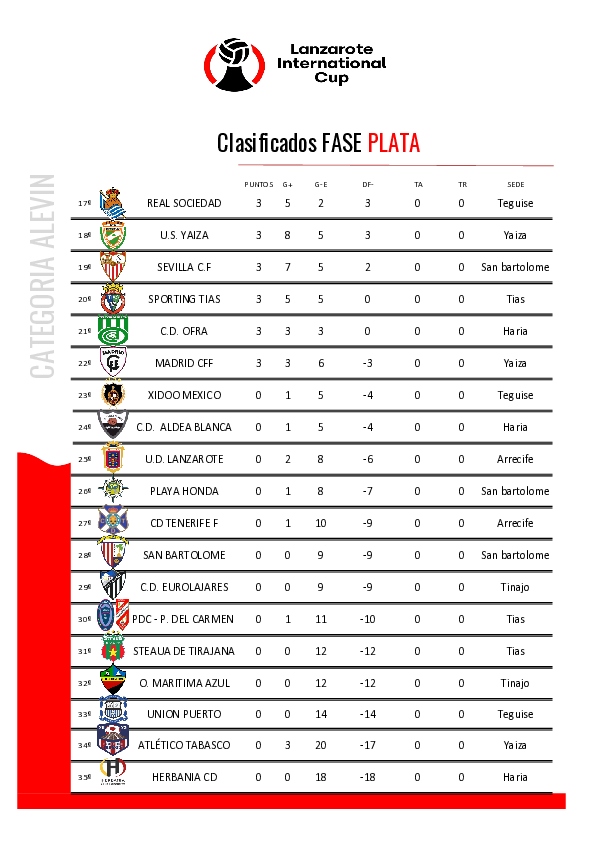 Lanzarote
International
Cup
Clasificados FASE PLATA
CATEGORIA ALEVIN
PUNTOS G+ G-E DF- TA TR SEDE
17º REAL SOCIEDAD 3 5 2 3 0 0 Teguise
18º U.S. YAIZA 3 8 5 3 0 0 Yaiza
19º SEVILLA C.F 3 7 5 2 0 0 San bartolome
20º SPORTING TIAS 3 5 5 0 0 0 Tias
21º C.D. OFRA 3 3 3 0 0 0 Haria
22º MADRID CFF 3 3 6 -3 0 0 Yaiza
23º XIDOO MEXICO 0 1 5 -4 0 0 Teguise
24º C.D. ALDEA BLANCA 0 1 5 -4 0 0 Haria
25º U.D. LANZAROTE 0 2 8 -6 0 0 Arrecife
26º PLAYA HONDA 0 1 8 -7 0 0 San bartolome
27º CD TENERIFE F 0 1 10 -9 0 0 Arrecife
28º SAN BARTOLOME 0 0 9 -9 0 0 San bartolome
29º C.D. EUROLAJARES 0 0 9 -9 0 0 Tinajo
30º PDC - P. DEL CARMEN 0 1 11 -10 0 0 Tias
31º STEAUA DE TIRAJANA 0 0 12 -12 0 0 Tias
32º O. MARITIMA AZUL 0 0 12 -12 0 0 Tinajo
33º UNION PUERTO 0 0 14 -14 0 0 Teguise
34º ATLÉTICO TABASCO 0 3 20 -17 0 0 Yaiza
35º HERBANIA CD 0 0 18 -18 0 0 Haria